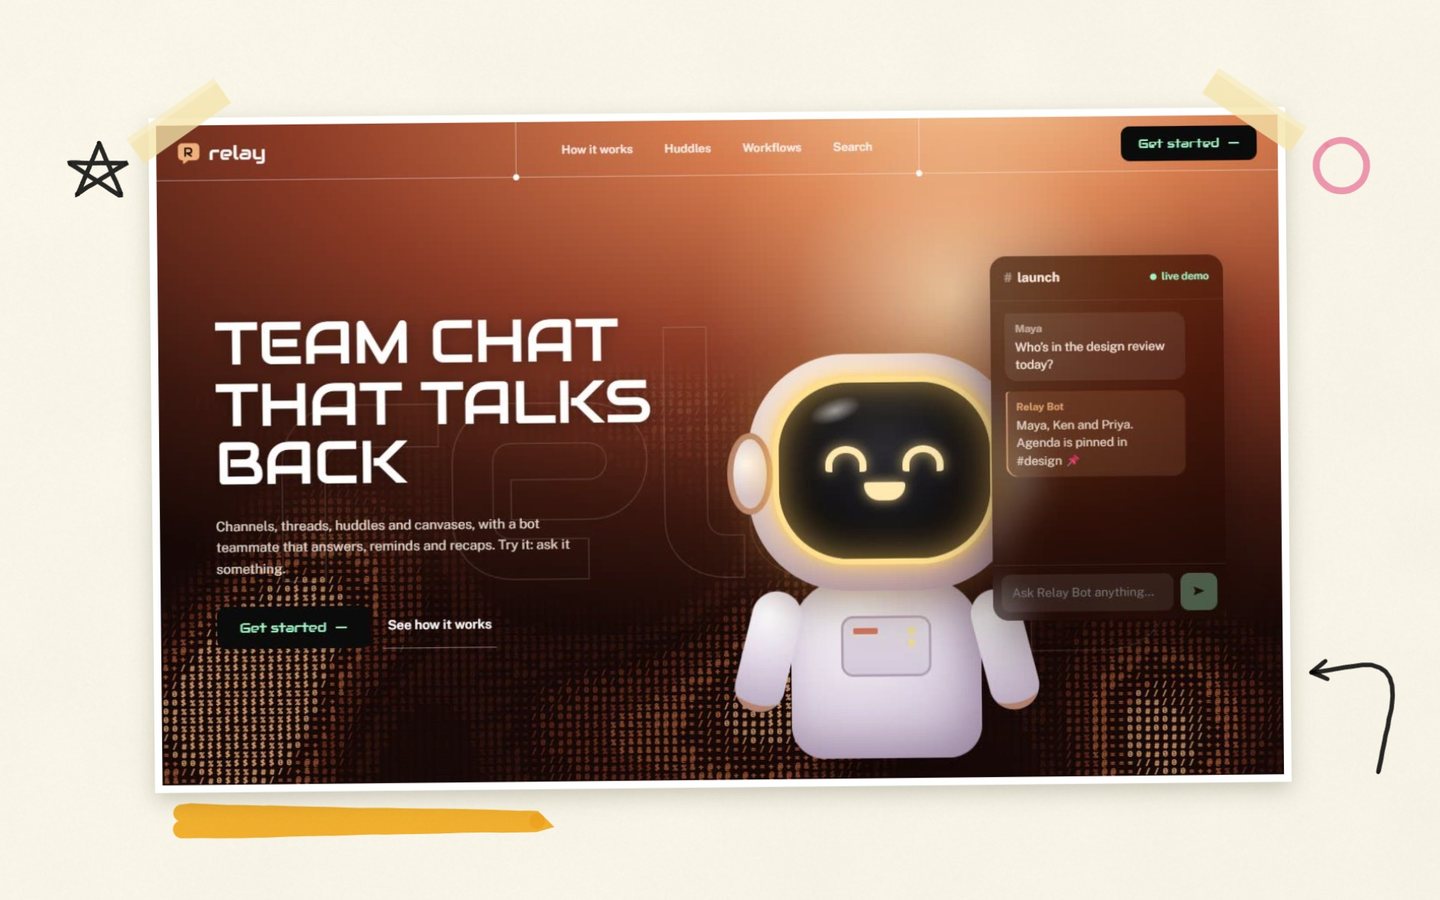 R relay
How it works Huddles Workflows Search
Get started —
# launch
live demo
Maya
Who's in the design review
today?
Relay Bot
Maya, Ken and Priya.
Agenda is pinned in
#design 📌
Ask Relay Bot anything...
TEAM CHAT
THAT TALKS
BACK
Channels, threads, huddles and canvases, with a bot
teammate that answers, reminds and recaps. Try it: ask it
something.
Get started —
See how it works
rel